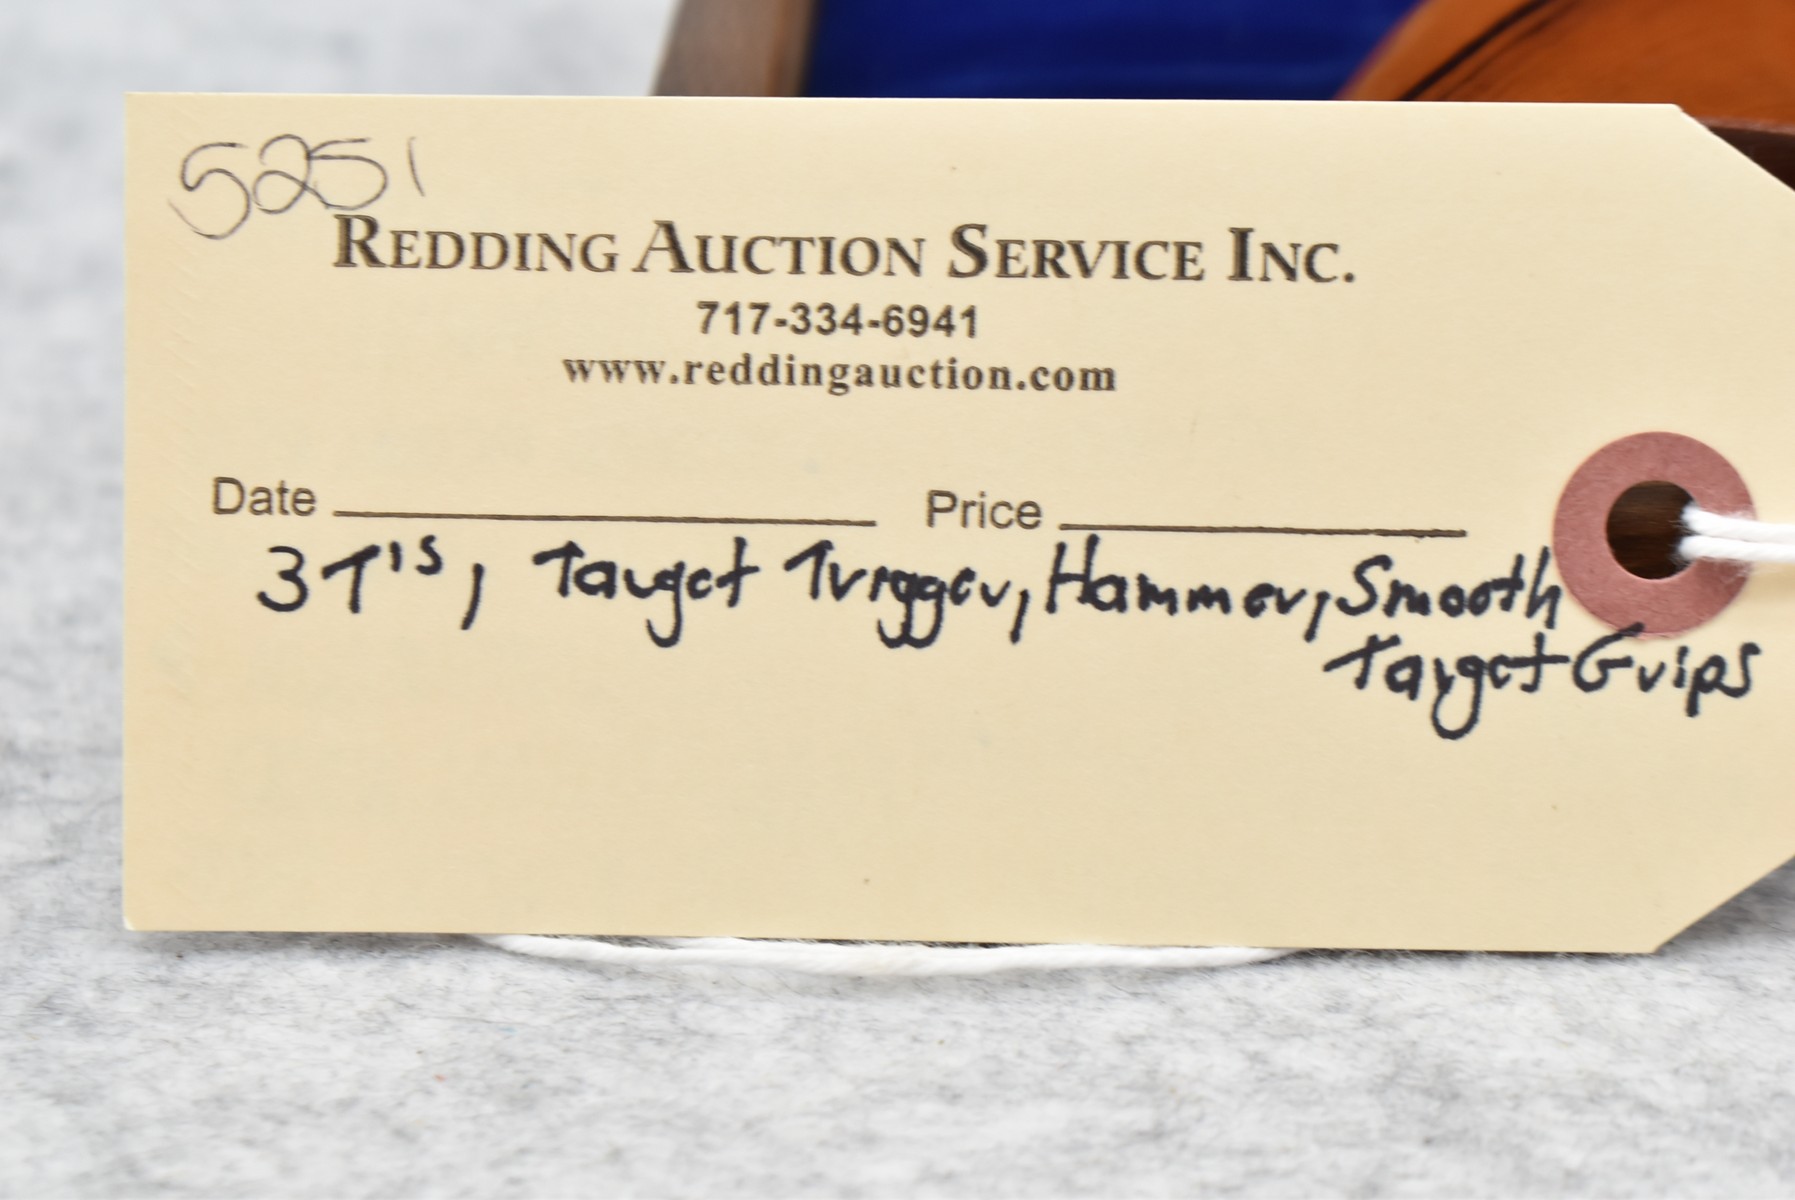 5251
REDDING AUCTION SERVICE INC.
717-334-6941
www.reddingauction.com
Date Price
3T's, Target Trigger, Hammer, Smooth
Target Grips